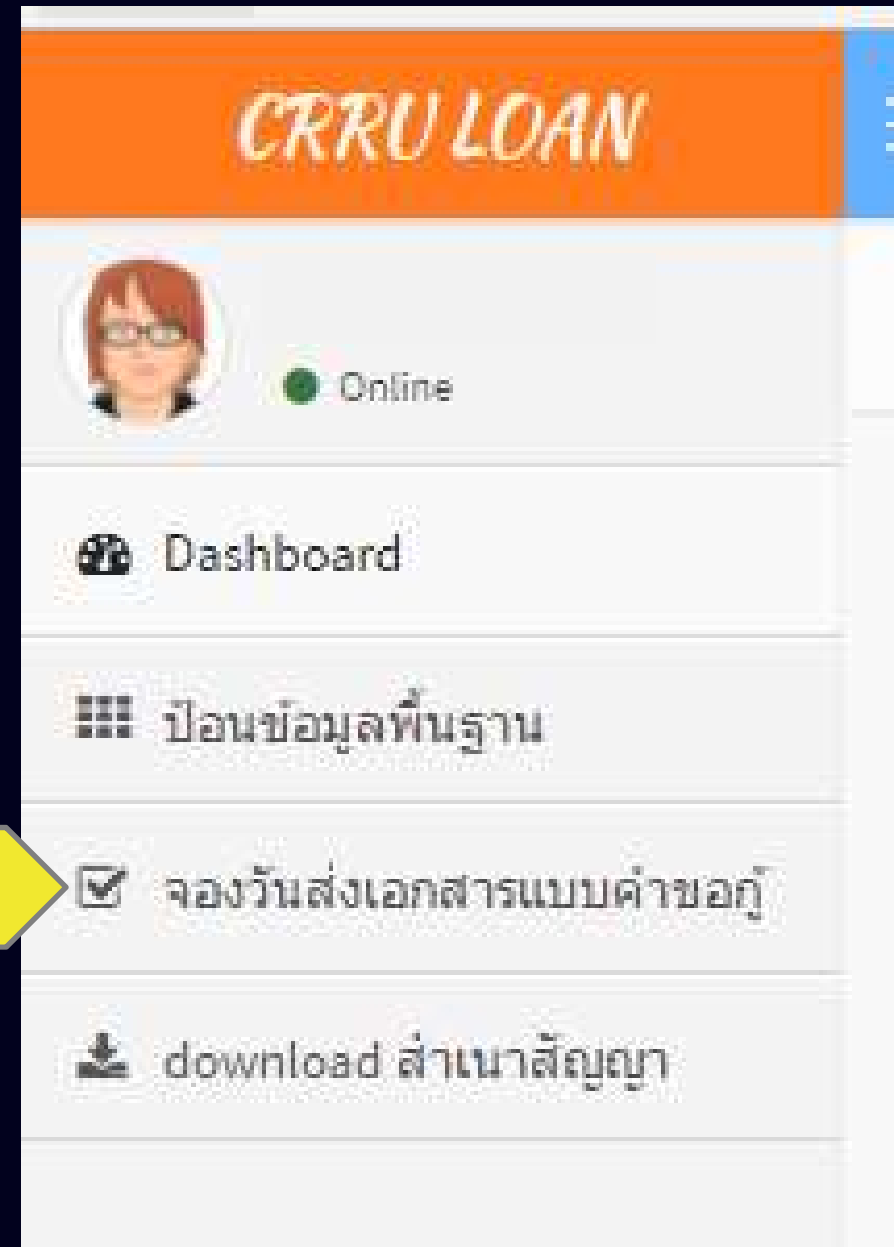 CRRU LOAN
Online
Dashboard
ป้อนข้อมูลพื้นฐาน
จองวันส่งเอกสารแบบคำขอกู้
download สำเนาสัญญา